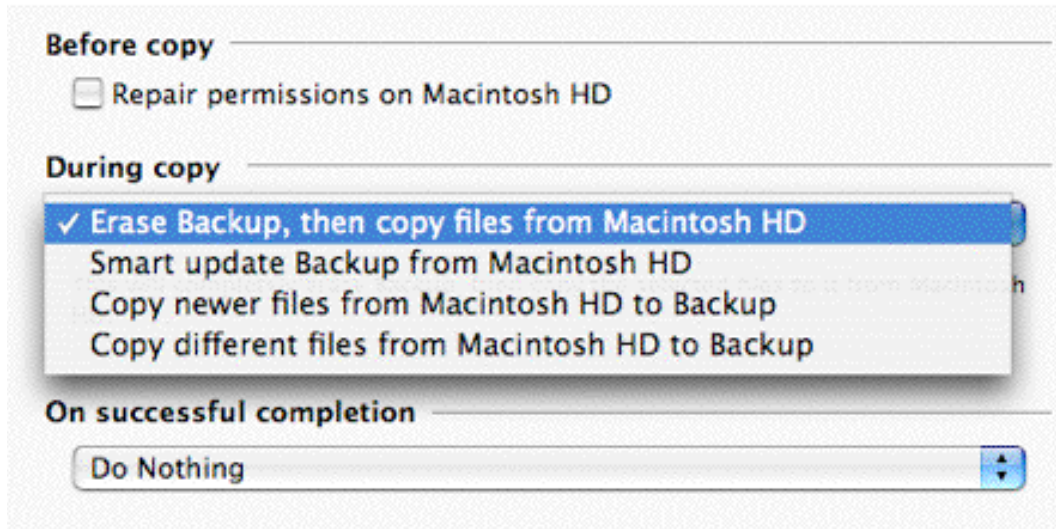 Before copy
Repair permissions on Macintosh HD
During copy
✓ Erase Backup, then copy files from Macintosh HD
Smart update Backup from Macintosh HD
Copy newer files from Macintosh HD to Backup
Copy different files from Macintosh HD to Backup
On successful completion
Do Nothing